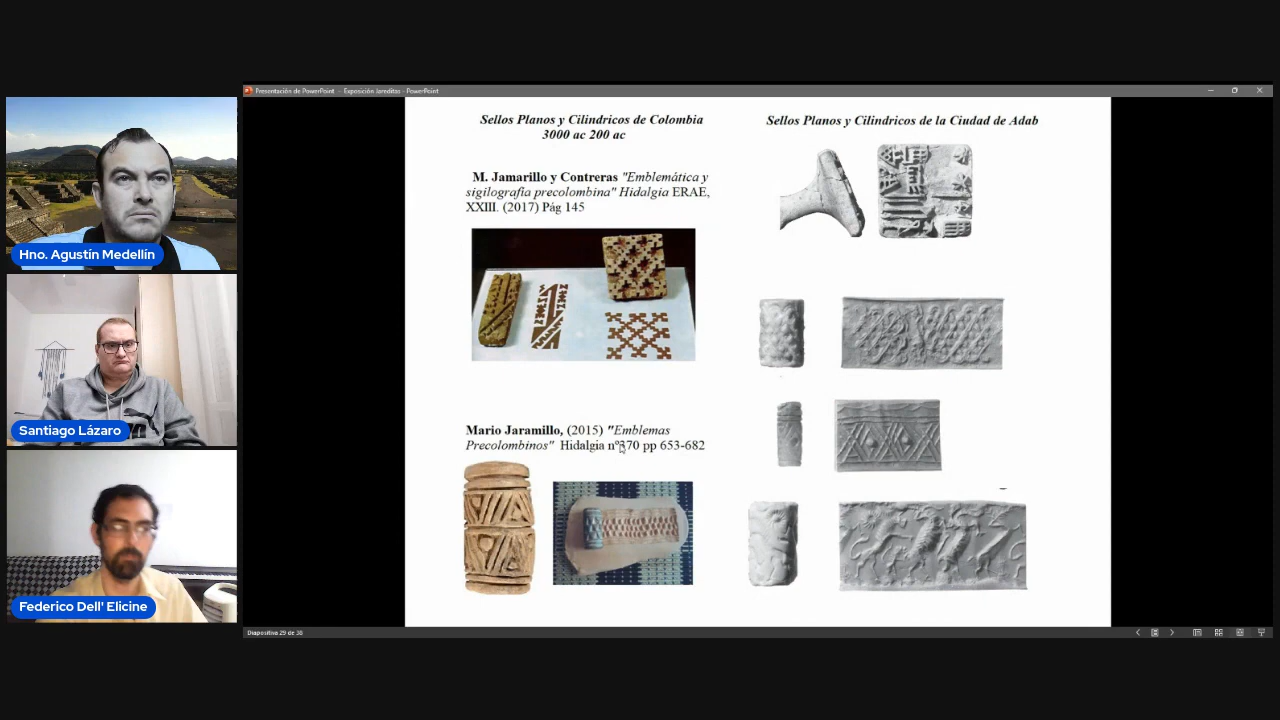 Presentación de PowerPoint - Exposición Jareditas - PowerPoint
Sellos Planos y Cilíndricos de Colombia
3000 ac 200 ac
M. Jamarillo y Contreras "Emblemática y
sigilografía precolombina" Hidalgia ERAE,
XXIII. (2017) Pág 145
Mario Jaramillo, (2015) "Emblemas
Precolombinos" Hidalgia nº370 pp 653-682
Sellos Planos y Cilíndricos de la Ciudad de Adab
Hno. Agustín Medellín
Santiago Lázaro
Federico Dell' Elicine
Diapositiva 29 de 38